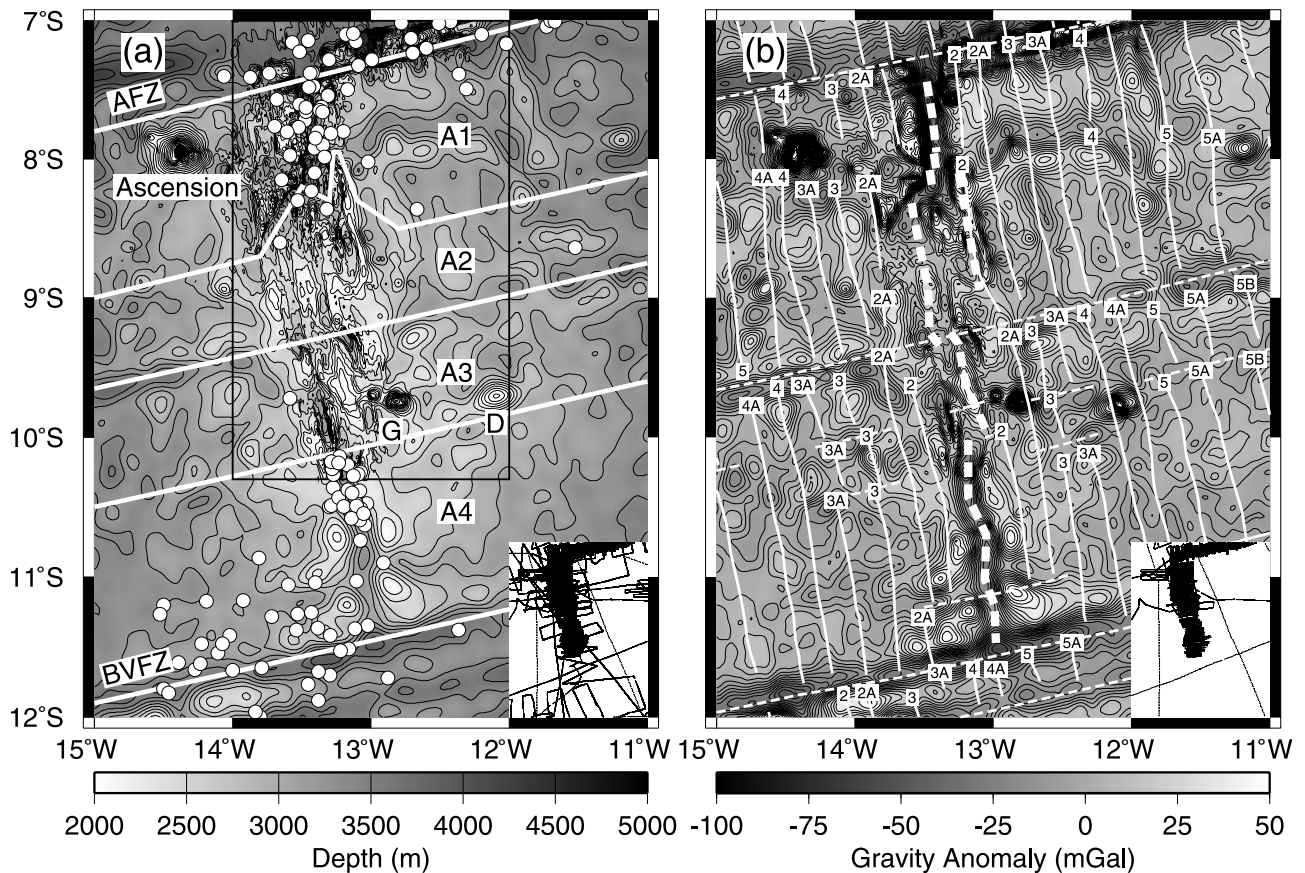 7°S
8°S
9°S
10°S
11°S
12°S
(a)
AFZ
A1
Ascension
A2
A3
G
D
A4
BVFZ
15°W 14°W 13°W 12°W
2000 2500 3000 3500 4000 4500 5000
Depth (m)
(b)
2 2A 3 3A 4
4 3 2A
4 5 5A
4A 4 3A 3 2A 2
5B
2A 3A 4 4A 5 5A
2A 3
5 4A 4 3A 3 2A 2
3 5 5A 5B
3 3 2
3A 3 3 3A
2A
3A 4 4A 5 5A
2 2A 3
15°W 14°W 13°W 12°W 11°W
-100 -75 -50 -25 0 25 50
Gravity Anomaly (mGal)